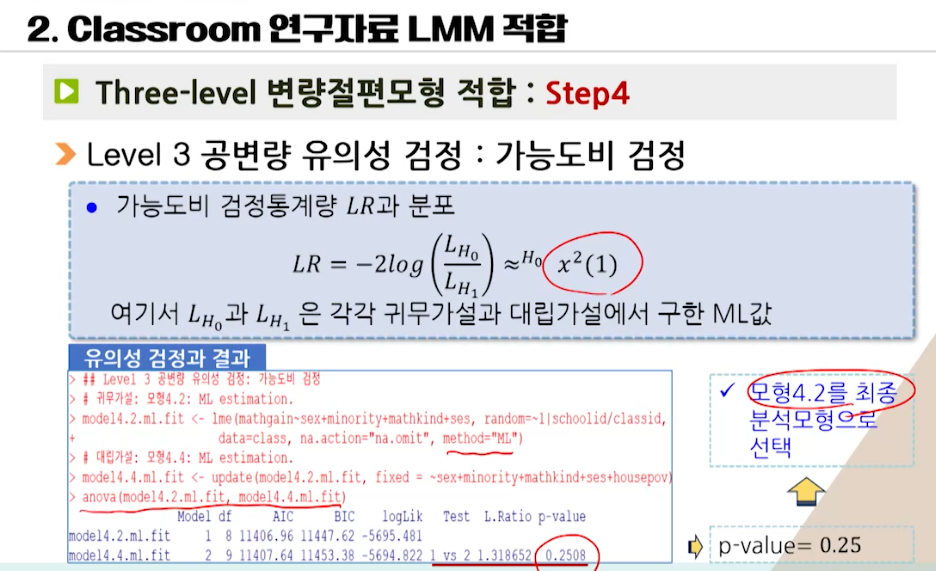 2. Classroom 연구자료 LMM 적합
Three-level 변량절편모형 적합 : Step4
Level 3 공변량 유의성 검정 : 가능도비 검정
● 가능도비 검정통계량 LR과 분포
LR = −2log(L_{H_0}/L_{H_1}) ≈^{H_0} x²(1)
여기서 L_{H_0}과 L_{H_1} 은 각각 귀무가설과 대립가설에서 구한 ML값
유의성 검정과 결과
> ## Level 3 공변량 유의성 검정: 가능도비 검정
> # 귀무가설: 모형4.2: ML estimation.
> model4.2.ml.fit <- lme(mathgain~sex+minority+mathkind+ses, random=~1|schoolid/classid,
+ data=class, na.action="na.omit", method="ML")
> # 대립가설: 모형4.4: ML estimation.
> model4.4.ml.fit <- update(model4.2.ml.fit, fixed = ~sex+minority+mathkind+ses+housepov)
> anova(model4.2.ml.fit, model4.4.ml.fit)
Model df AIC BIC logLik Test L.Ratio p-value
model4.2.ml.fit 1 8 11406.96 11447.62 -5695.481
model4.4.ml.fit 2 9 11407.64 11453.38 -5694.822 1 vs 2 1.318652 0.2508
✓ 모형4.2를 최종
분석모형으로
선택
p-value= 0.25